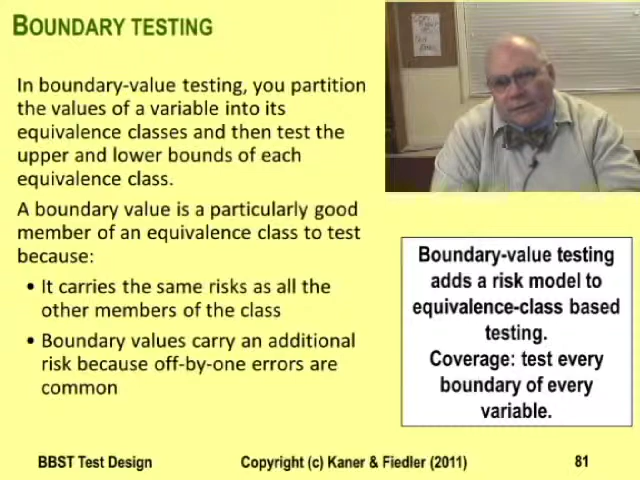 BOUNDARY TESTING
In boundary-value testing, you partition
the values of a variable into its
equivalence classes and then test the
upper and lower bounds of each
equivalence class.
A boundary value is a particularly good
member of an equivalence class to test
because:
• It carries the same risks as all the
other members of the class
• Boundary values carry an additional
risk because off-by-one errors are
common
Boundary-value testing
adds a risk model to
equivalence-class based
testing.
Coverage: test every
boundary of every
variable.
BBST Test Design
Copyright (c) Kaner & Fiedler (2011)
81